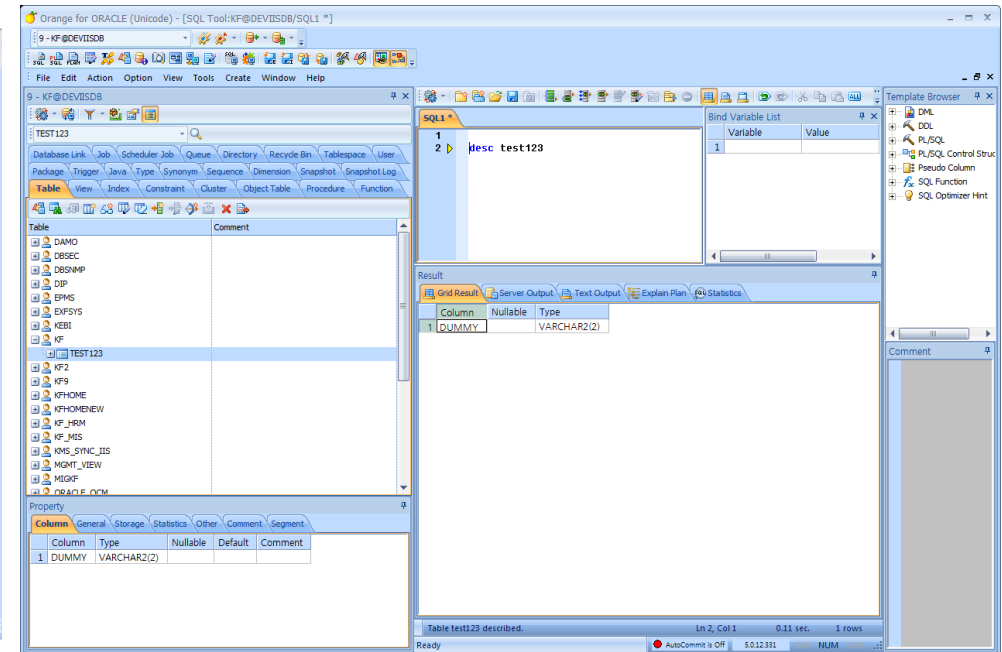 Orange for ORACLE (Unicode) - [SQL Tool:KF@DEVIISDB/SQL1 *]
9 - KF@DEVIISDB
SQL SQL PLAN
File Edit Action Option View Tools Create Window Help
9 - KF@DEVIISDB
TEST123
Database Link Job Scheduler Job Queue Directory Recycle Bin Tablespace User
Package Trigger Java Type Synonym Sequence Dimension Snapshot Snapshot Log
Table View Index Constraint Cluster Object Table Procedure Function
Table Comment
DAMO
DBSEC
DBSNMP
DIP
EPMS
EXFSYS
KEBI
KF
TEST123
KF2
KF9
KFHOME
KFHOMENEW
KF_HRM
KF_MIS
KMS_SYNC_IIS
MGMT_VIEW
MIGKF
ORACLE_OCM
Property
Column General Storage Statistics Other Comment Segment
Column Type Nullable Default Comment
1 DUMMY VARCHAR2(2)
ALL
SQL1 *
1
2 desc test123
Bind Variable List
Variable Value
1
Result
Grid Result Server Output Text Output Explain Plan Statistics
Column Nullable Type
1 DUMMY VARCHAR2(2)
Table test123 described. Ln 2, Col 1 0.11 sec. 1 rows
Ready AutoCommit is Off 5.0.12.331 NUM
Template Browser
DML
DDL
PL/SQL
PL/SQL Control Struc
Pseudo Column
SQL Function
SQL Optimizer Hint
Comment